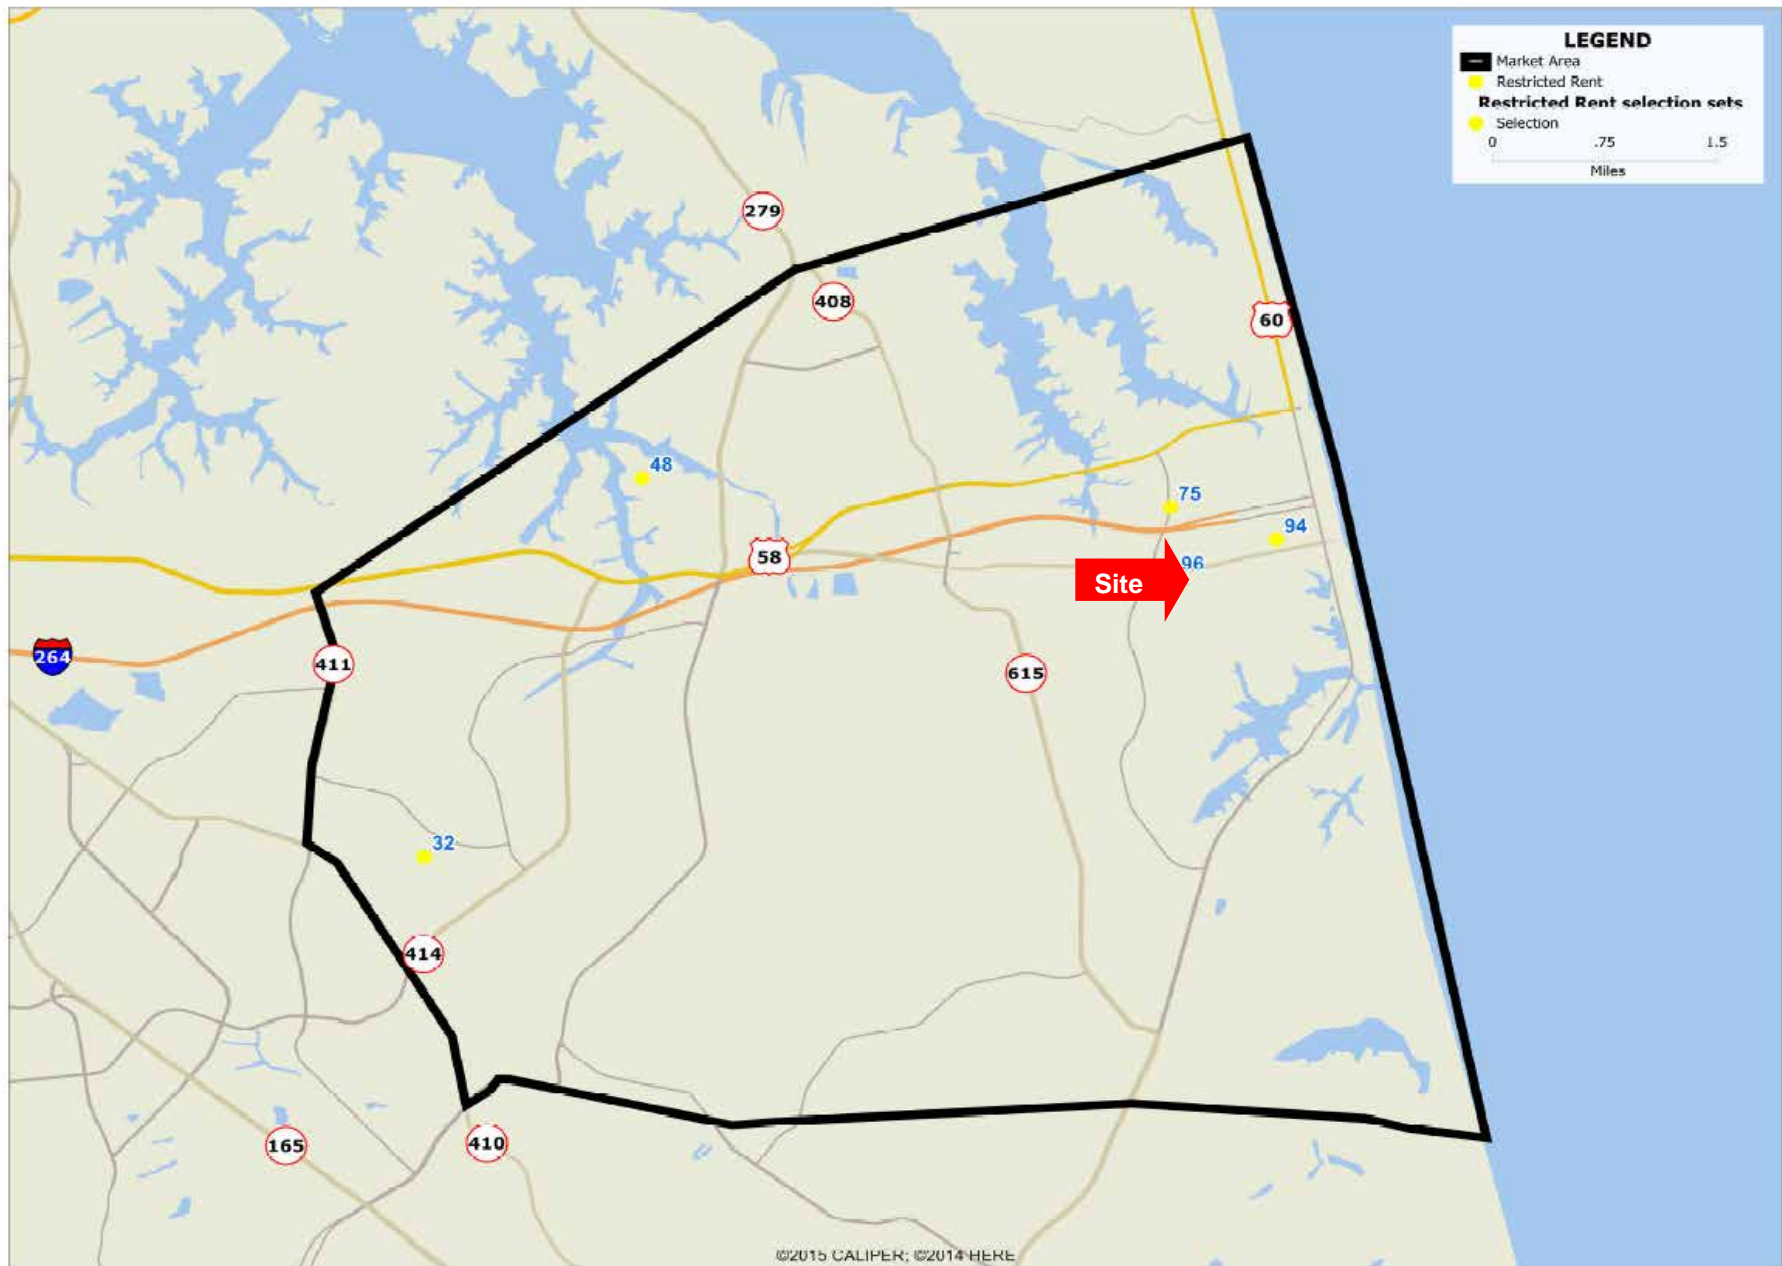 LEGEND
Market Area
Restricted Rent
Restricted Rent selection sets
Selection
0 .75 1.5
Miles
279
408
60
48
75
94
58
96
Site
264
411
615
32
414
165
410
©2015 CALIPER; ©2014 HERE